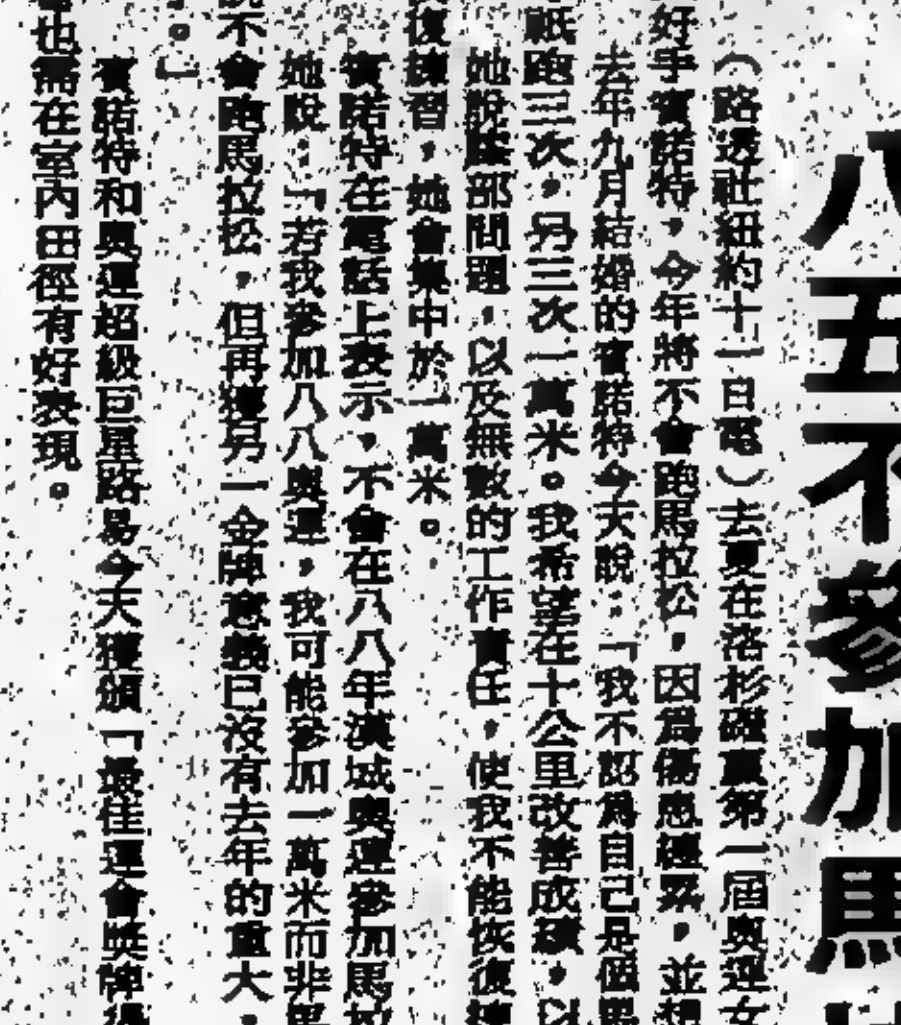 八五不參加馬
（路透社紐約十一日電）去夏在洛杉磯贏第一屆奧運女
好手賓諾特，今年將不會跑馬拉松，因爲傷患纏身，並想
去年九月結婚的賓諾特今天說：「我不認爲自己是個
祇跑三次，另三次一萬米。我希望在十公里改善成績，以
她說腿部問題，以及無數的工作責任，使我不能恢復
復操習，她會集中於一萬米。
賓諾特在電話上表示，不會在八八年漢城奧運參加馬拉
她說：「若我參加八八奧運，我可能參加一萬米而非馬
說不會跑馬拉松，但再獲另一金牌意義已沒有去年的重大，
。」
賓諾特和奧運超級巨星路易今天獲頒「最佳運會獎牌得
也需在室內田徑有好表現。